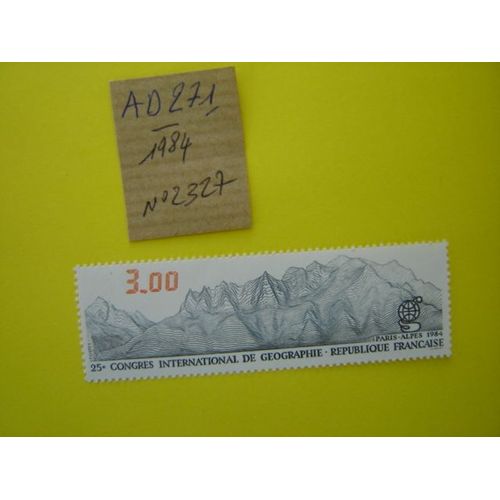 AD271
1984
N°2327
3.00
PARIS-ALPES 1984
25e CONGRES INTERNATIONAL DE GEOGRAPHIE · REPUBLIQUE FRANCAISE